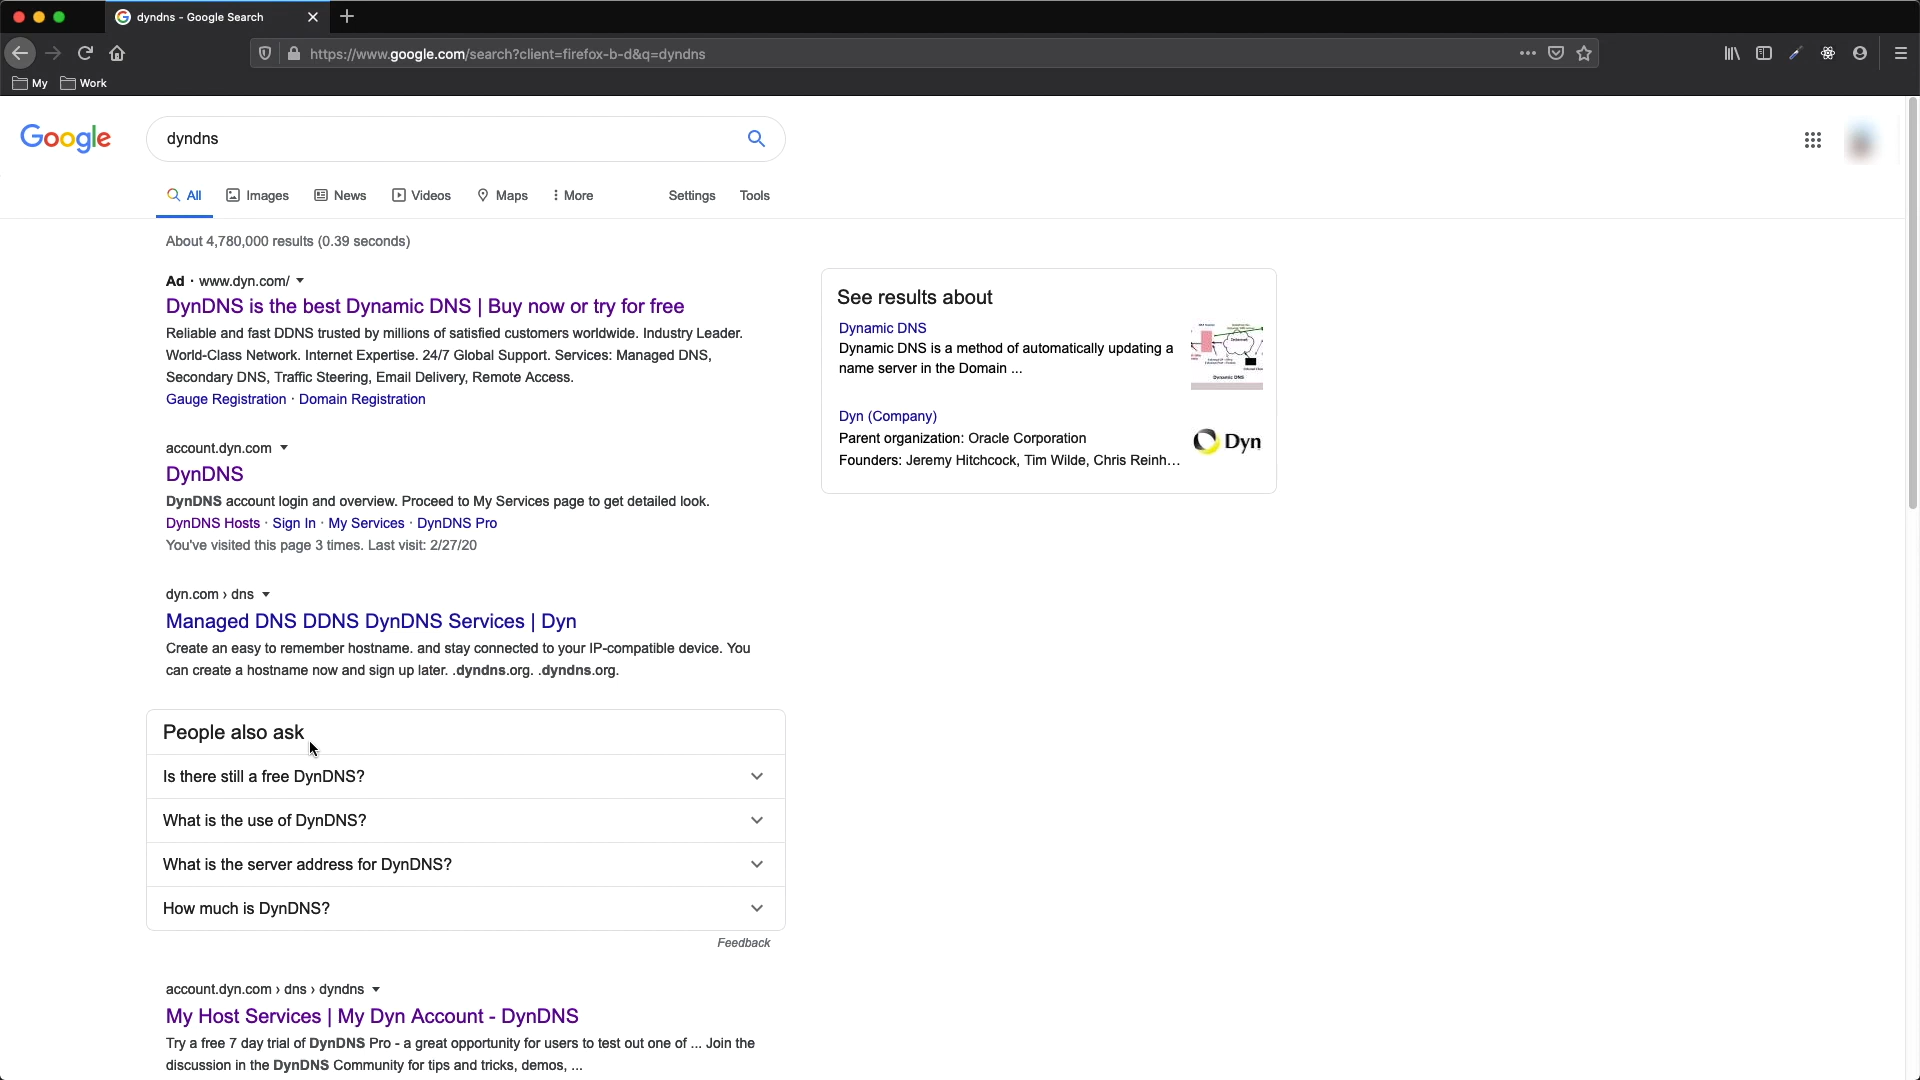 dyndns - Google Search
https://www.google.com/search?client=firefox-b-d&q=dyndns
My Work
Google
dyndns
All Images News Videos Maps More Settings Tools
About 4,780,000 results (0.39 seconds)
Ad · www.dyn.com/
DynDNS is the best Dynamic DNS | Buy now or try for free
Reliable and fast DDNS trusted by millions of satisfied customers worldwide. Industry Leader.
World-Class Network. Internet Expertise. 24/7 Global Support. Services: Managed DNS,
Secondary DNS, Traffic Steering, Email Delivery, Remote Access.
Gauge Registration · Domain Registration
account.dyn.com
DynDNS
DynDNS account login and overview. Proceed to My Services page to get detailed look.
DynDNS Hosts · Sign In · My Services · DynDNS Pro
You've visited this page 3 times. Last visit: 2/27/20
dyn.com › dns
Managed DNS DDNS DynDNS Services | Dyn
Create an easy to remember hostname. and stay connected to your IP-compatible device. You
can create a hostname now and sign up later. .dyndns.org. .dyndns.org.
People also ask
Is there still a free DynDNS?
What is the use of DynDNS?
What is the server address for DynDNS?
How much is DynDNS?
Feedback
account.dyn.com › dns › dyndns
My Host Services | My Dyn Account - DynDNS
Try a free 7 day trial of DynDNS Pro - a great opportunity for users to test out one of ... Join the
discussion in the DynDNS Community for tips and tricks, demos, ...
See results about
Dynamic DNS
Dynamic DNS is a method of automatically updating a
name server in the Domain ...
Dynamic DNS
Dyn (Company)
Parent organization: Oracle Corporation
Founders: Jeremy Hitchcock, Tim Wilde, Chris Reinh...
Dyn